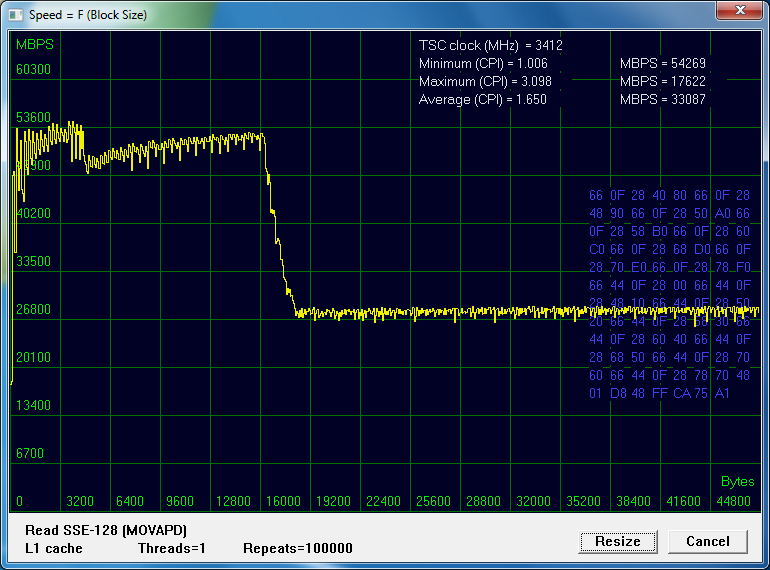 Speed = F (Block Size)
MBPS
TSC clock (MHz) = 3412
Minimum (CPI) = 1.006 MBPS = 54269
Maximum (CPI) = 3.098 MBPS = 17622
Average (CPI) = 1.650 MBPS = 33087
60300
53600
40200
33500
26800
20100
13400
6700
66 0F 28 40 80 66 0F 28
48 90 66 0F 28 50 A0 66
0F 28 58 B0 66 0F 28 60
C0 66 0F 28 68 D0 66 0F
28 70 E0 66 0F 28 78 F0
66 44 0F 28 00 66 44 0F
28 48 10 66 44 0F 28 50
20 66 44 0F 28 58 30 66
44 0F 28 60 40 66 44 0F
28 68 50 66 44 0F 28 70
60 66 44 0F 28 78 70 48
01 D8 48 FF CA 75 A1
Bytes
0 3200 6400 9600 12800 16000 19200 22400 25600 28800 32000 35200 38400 41600 44800
Read SSE-128 (MOVAPD)
L1 cache Threads=1 Repeats=100000
Resize Cancel